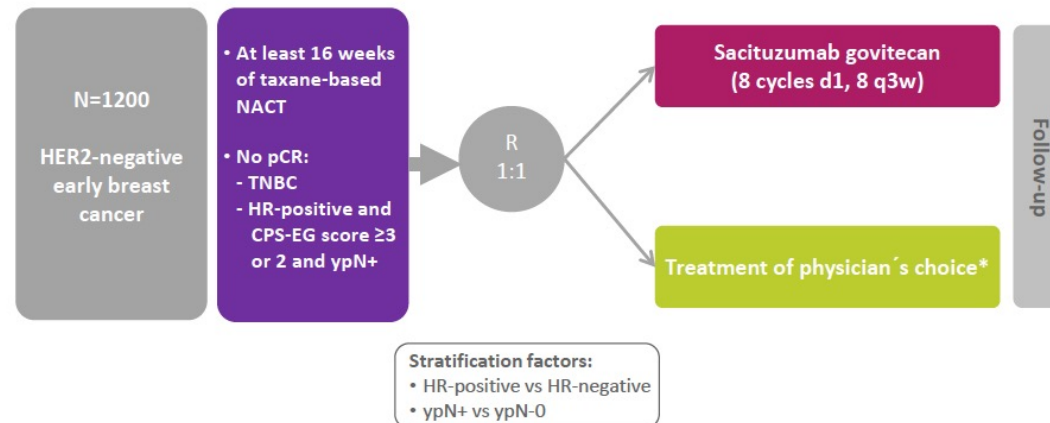 N=1200
HER2-negative
early breast
cancer
• At least 16 weeks
of taxane-based
NACT
• No pCR:
- TNBC
- HR-positive and
CPS-EG score ≥3
or 2 and ypN+
R
1:1
Sacituzumab govitecan
(8 cycles d1, 8 q3w)
Treatment of physician´s choice*
Follow-up
Stratification factors:
• HR-positive vs HR-negative
• ypN+ vs ypN-0